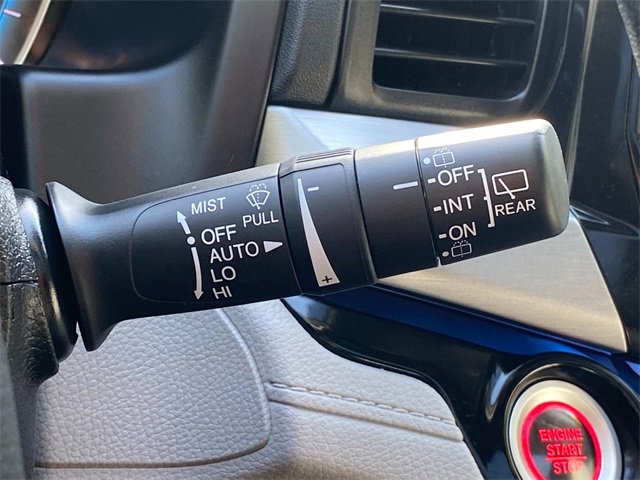 MIST
PULL
OFF
AUTO
LO
HI
-
+
-
OFF
INT
ON
REAR
ENGINE
START
STOP